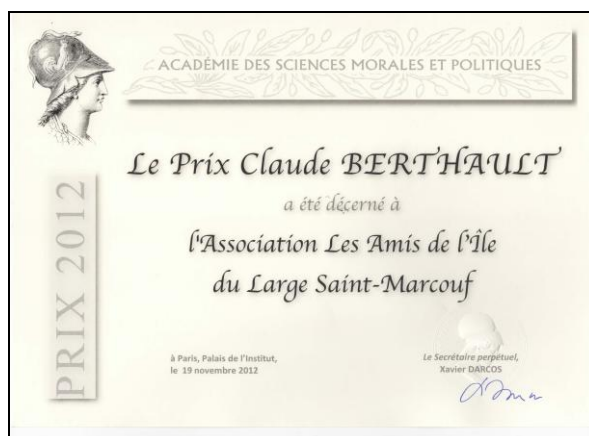 ACADÉMIE DES SCIENCES MORALES ET POLITIQUES
PRIX 2012
Le Prix Claude BERTHAULT
a été décerné à
l'Association Les Amis de l'Île
du Large Saint-Marcouf
à Paris, Palais de l'Institut,
le 19 novembre 2012
Le Secrétaire perpétuel,
Xavier DARCOS